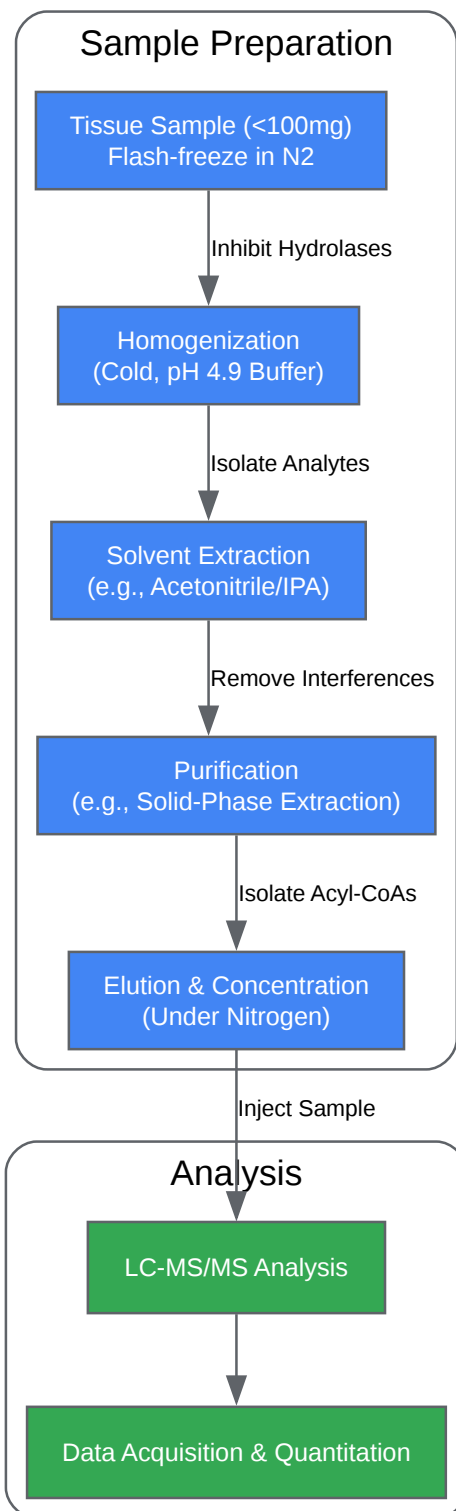 Sample Preparation
Tissue Sample (<100mg)
Flash-freeze in N2
Inhibit Hydrolases
Homogenization
(Cold, pH 4.9 Buffer)
Isolate Analytes
Solvent Extraction
(e.g., Acetonitrile/IPA)
Remove Interferences
Purification
(e.g., Solid-Phase Extraction)
Isolate Acyl-CoAs
Elution & Concentration
(Under Nitrogen)
Inject Sample
Analysis
LC-MS/MS Analysis
Data Acquisition & Quantitation